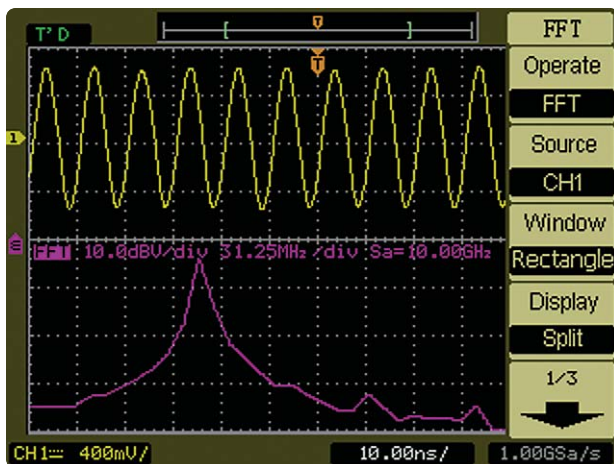 T'D
T
FFT
T
Operate
FFT
Source
1
CH1
Window
FFT 10.0dBV/div 31.25MHz/div Sa=10.00GHz
Rectangle
Display
Split
1/3
CH1 400mV/ 10.00ns/ 1.00GSa/s